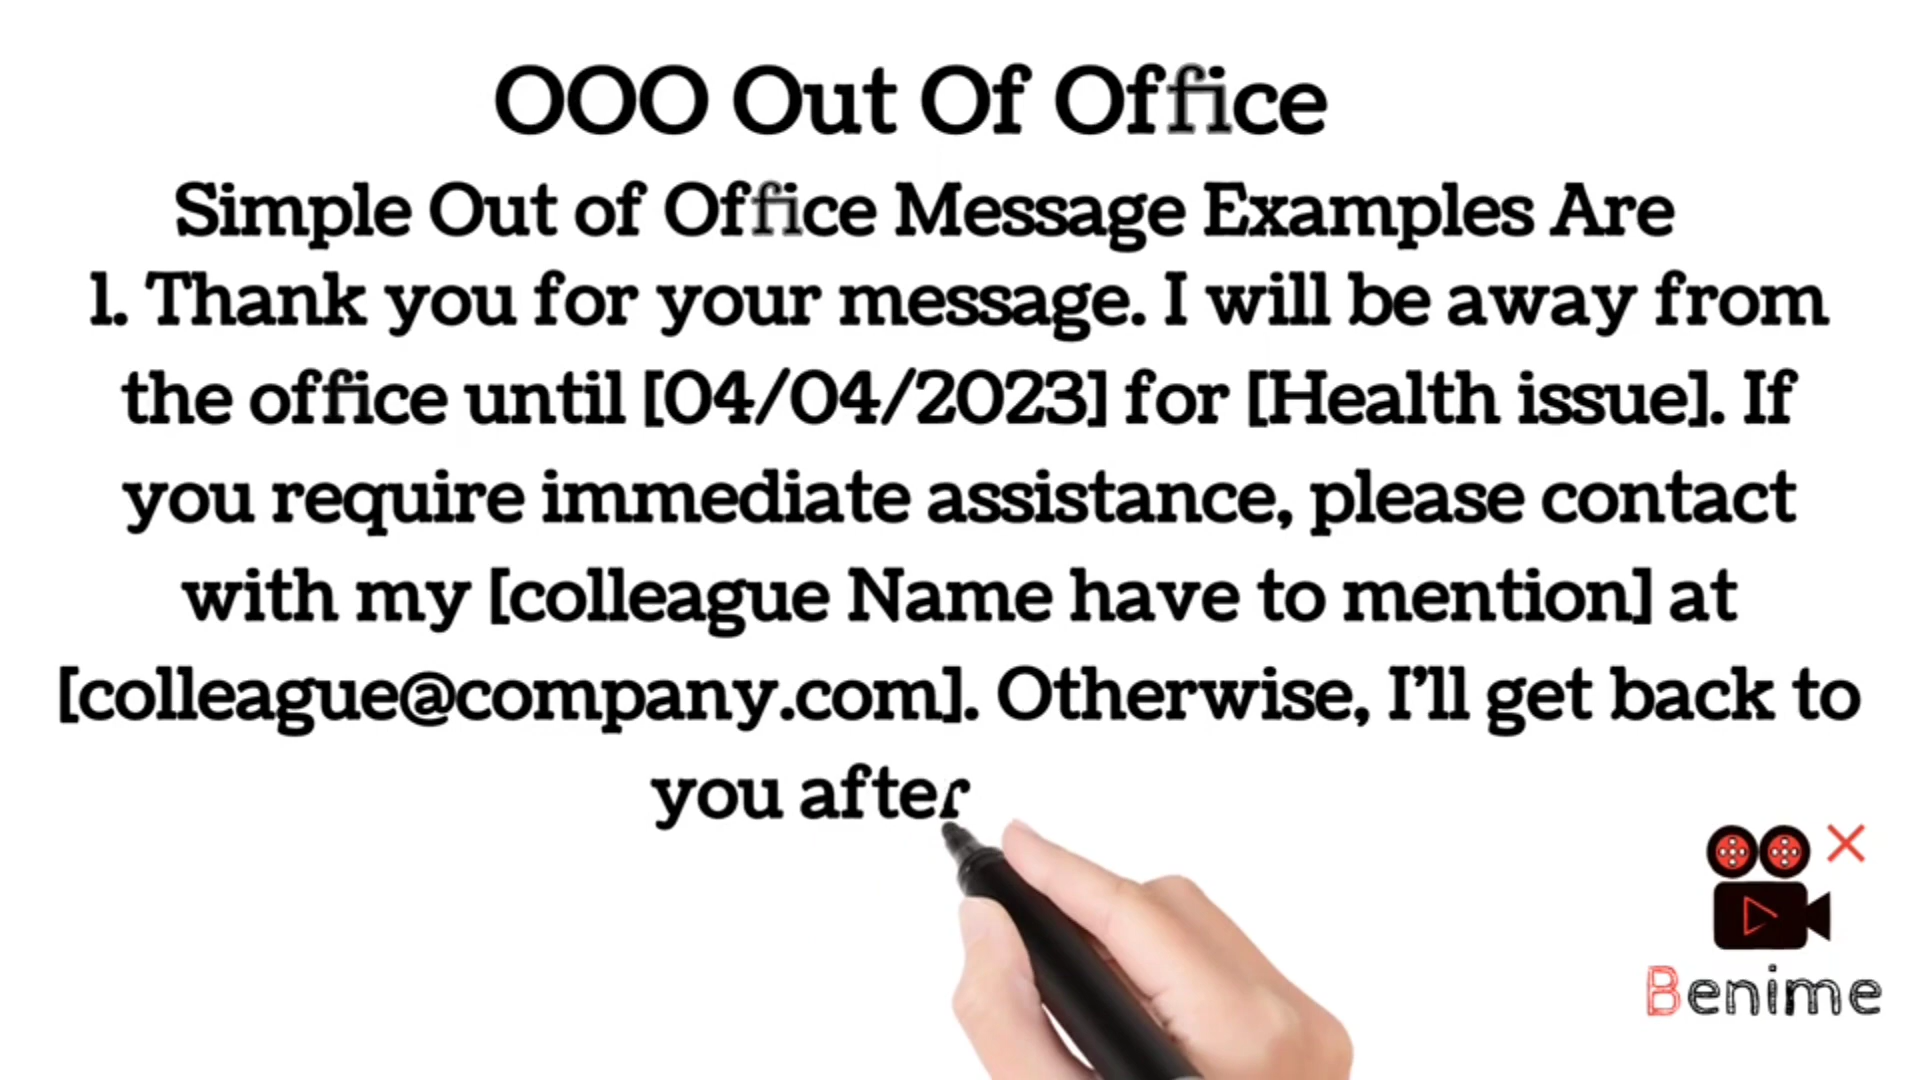 OOO Out Of Office
Simple Out of Office Message Examples Are
1. Thank you for your message. I will be away from
the office until [04/04/2023] for [Health issue]. If
you require immediate assistance, please contact
with my [colleague Name have to mention] at
[colleague@company.com]. Otherwise, I'll get back to
you after
Benime